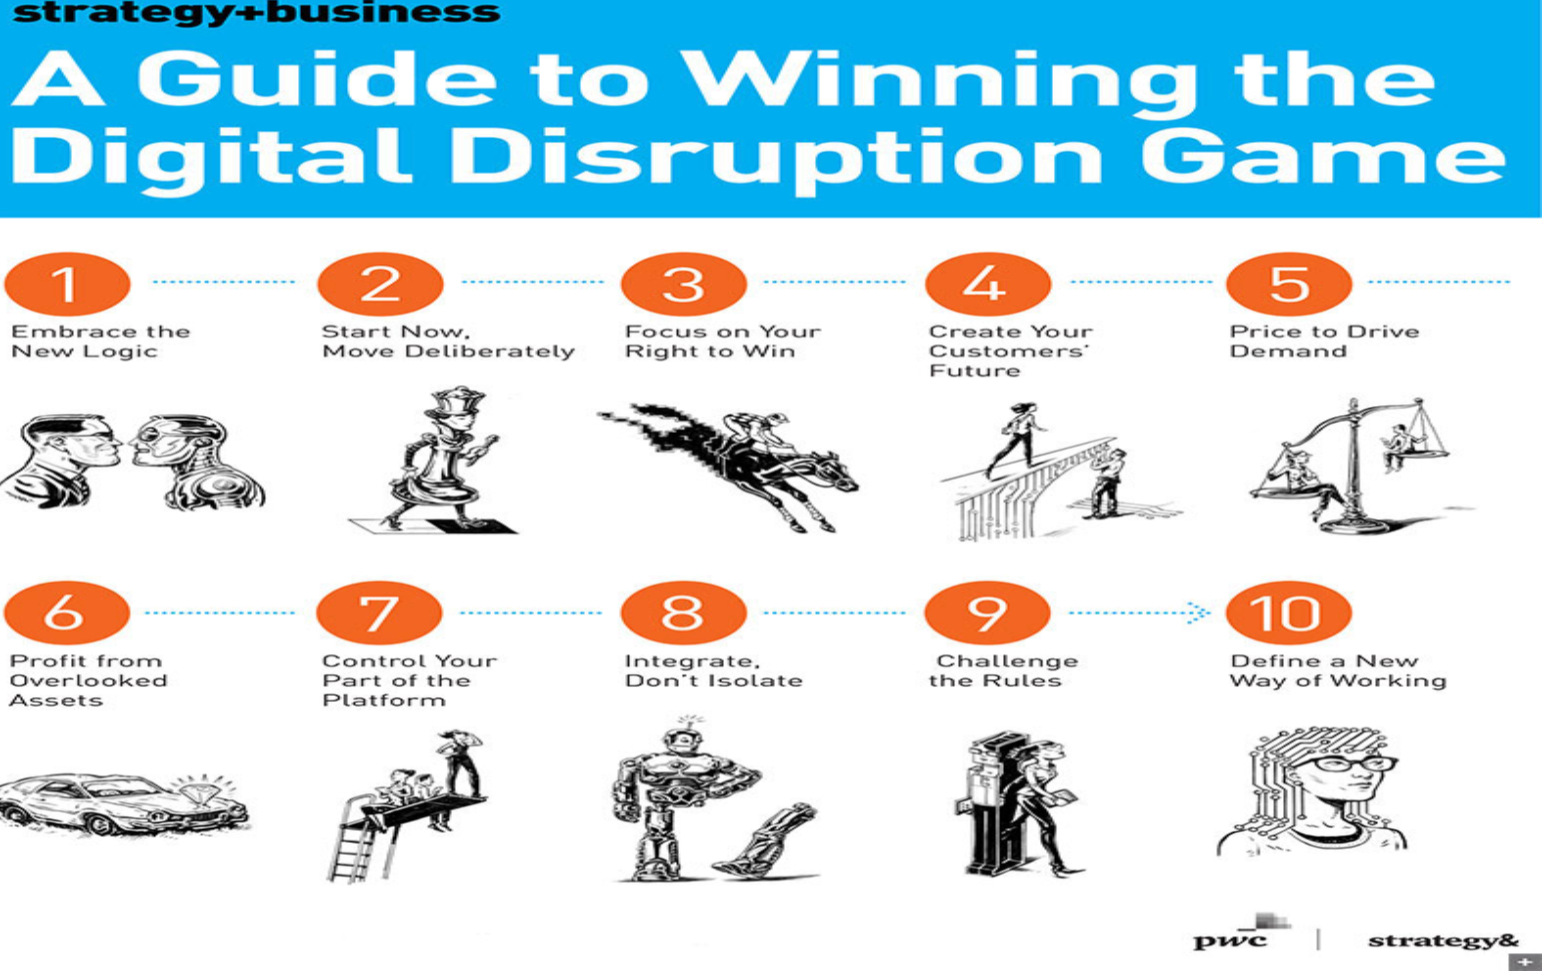 strategy+business
A Guide to Winning the
Digital Disruption Game
1
Embrace the
New Logic
2
Start Now,
Move Deliberately
3
Focus on Your
Right to Win
4
Create Your
Customers'
Future
5
Price to Drive
Demand
6
Profit from
Overlooked
Assets
7
Control Your
Part of the
Platform
8
Integrate,
Don't Isolate
9
Challenge
the Rules
10
Define a New
Way of Working
pwc | strategy&
+